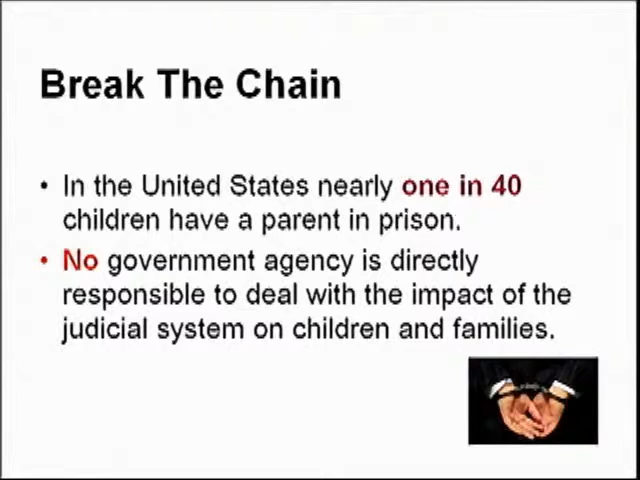 Break The Chain
• In the United States nearly one in 40
children have a parent in prison.
• No government agency is directly
responsible to deal with the impact of the
judicial system on children and families.